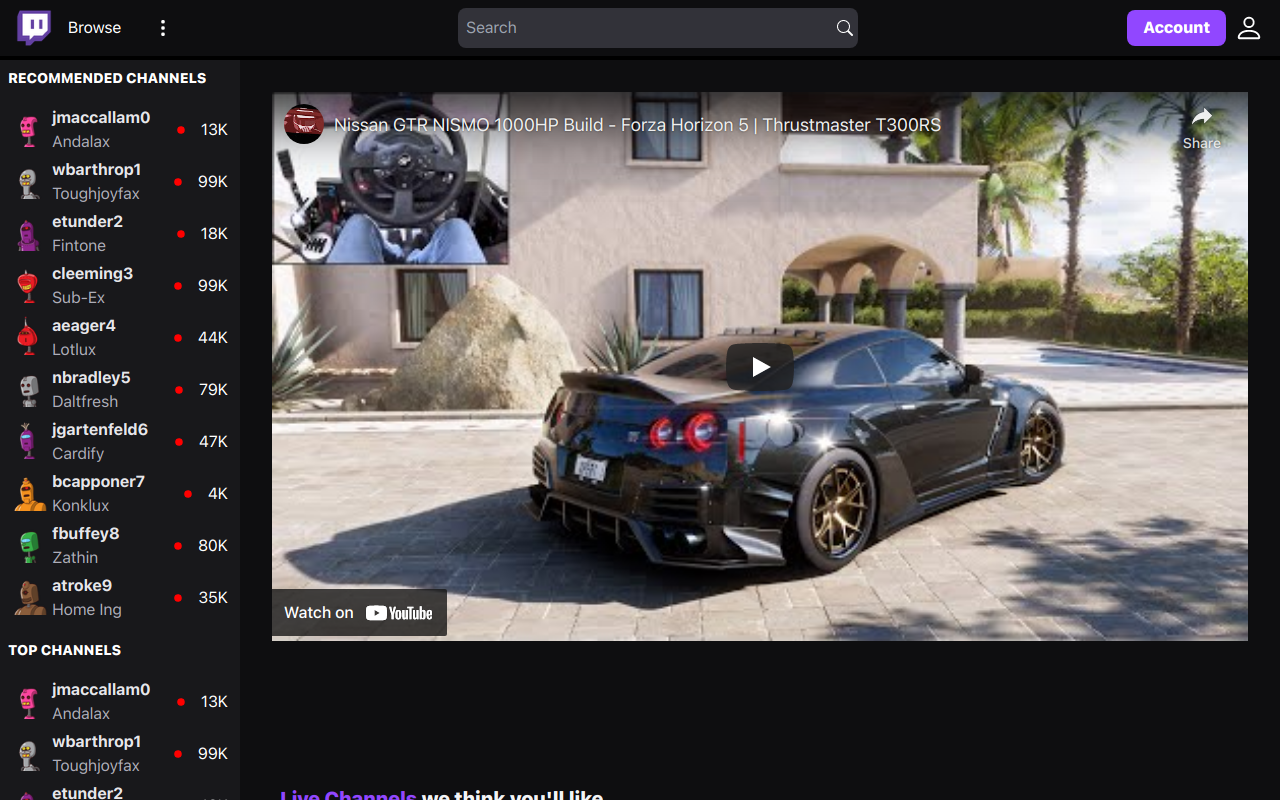 Browse
Search
Account
RECOMMENDED CHANNELS
jmaccallam0
Andalax
13K
wbarthrop1
Toughjoyfax
99K
etunder2
Fintone
18K
cleeming3
Sub-Ex
99K
aeager4
Lotlux
44K
nbradley5
Daltfresh
79K
jgartenfeld6
Cardify
47K
bcapponer7
Konklux
4K
fbuffey8
Zathin
80K
atroke9
Home Ing
35K
TOP CHANNELS
jmaccallam0
Andalax
13K
wbarthrop1
Toughjoyfax
99K
etunder2
Nissan GTR NISMO 1000HP Build - Forza Horizon 5 | Thrustmaster T300RS
Share
Watch on YouTube
Live Channels we think you'll like